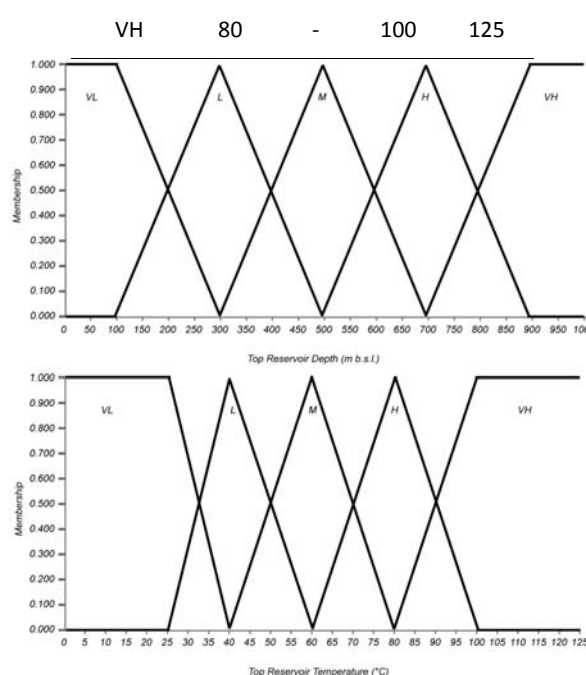 VH 80 - 100 125
1.000
0.900
0.800
0.700
0.600
0.500
0.400
0.300
0.200
0.100
0.000
Membership
VL L M H VH
0 50 100 150 200 250 300 350 400 450 500 550 600 650 700 750 800 850 900 950 100
Top Reservoir Depth (m b.s.l.)
1.000
0.900
0.800
0.700
0.600
0.500
0.400
0.300
0.200
0.100
0.000
Membership
VL L M H VH
0 5 10 15 20 25 30 35 40 45 50 55 60 65 70 75 80 85 90 95 100 105 110 115 120 125
Top Reservoir Temperature (°C)